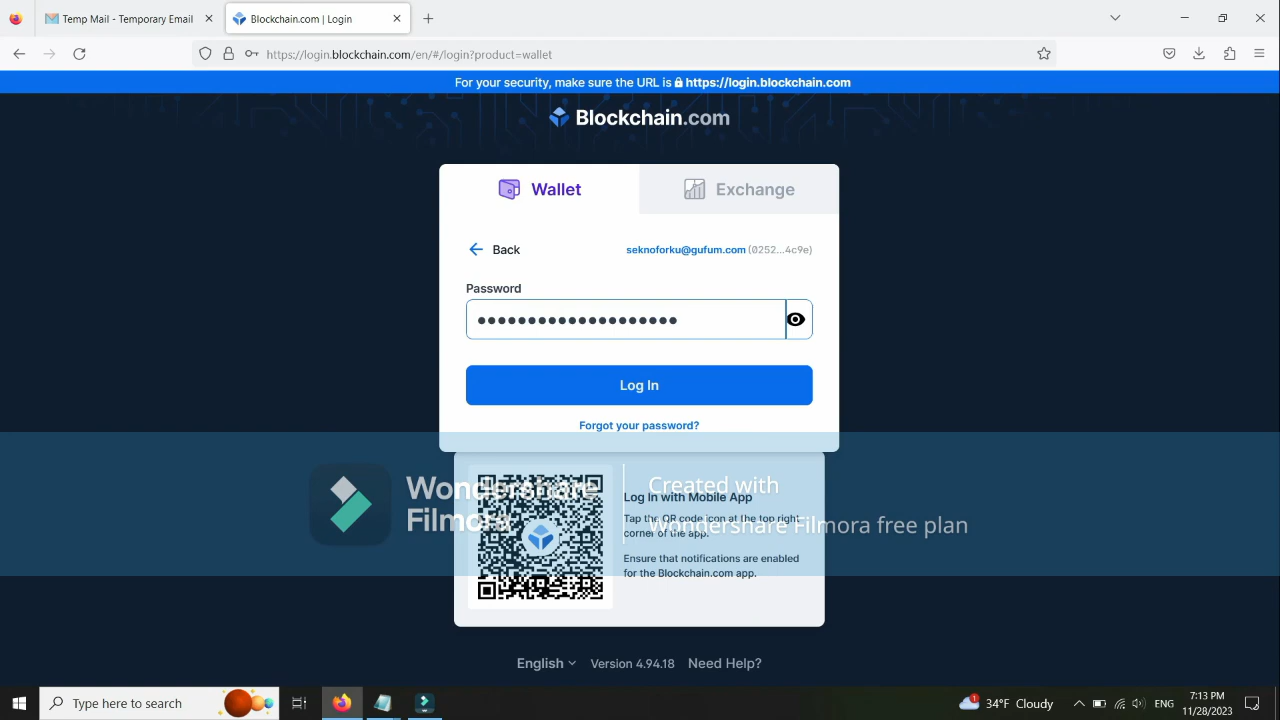 Temp Mail - Temporary Email
Blockchain.com | Login
https://login.blockchain.com/en/#/login?product=wallet
For your security, make sure the URL is https://login.blockchain.com
Blockchain.com
Wallet
Exchange
Back
seknoforku@gufum.com (0252...4c9e)
Password
Log In
Forgot your password?
Wondershare
Filmora
Created with
Wondershare Filmora free plan
Log In with Mobile App
Tap the QR code icon at the top right
corner of the app.
Ensure that notifications are enabled
for the Blockchain.com app.
English
Version 4.94.18
Need Help?
Type here to search
1
34°F Cloudy
ENG
7:13 PM
11/28/2023